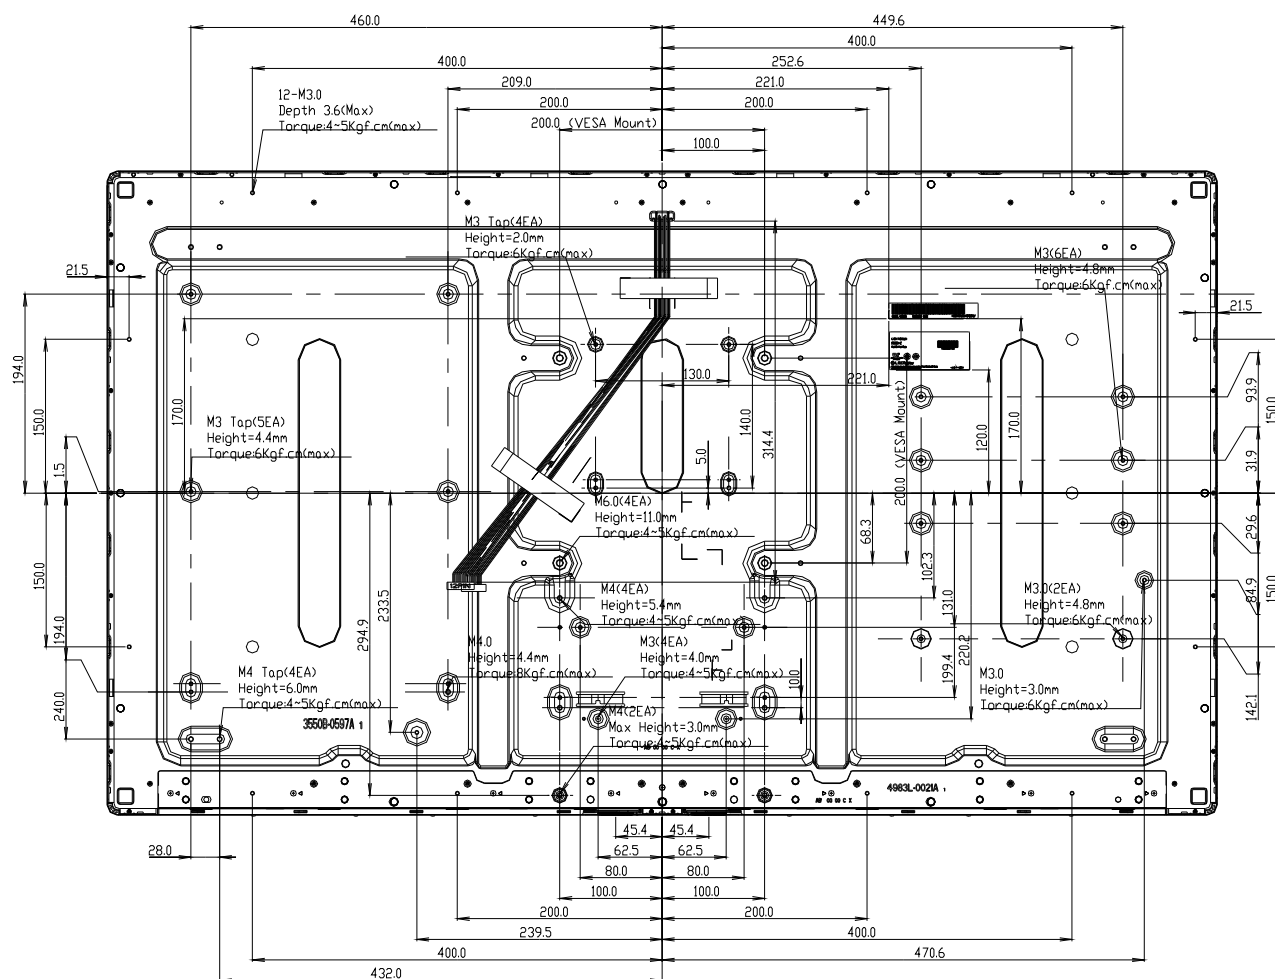 460.0
449.6
400.0
400.0
252.6
209.0
221.0
12-M3.0
Depth 3.6(Max)
Torque:4~5Kgf.cm(max)
200.0
200.0
200.0 (VESA Mount)
100.0
M3 Tap(4EA)
Height=2.0mm
Torque:6Kgf.cm(max)
M3(6EA)
Height=4.8mm
Torque:6Kgf.cm(max)
21.5
21.5
194.0
150.0
170.0
1.5
130.0
221.0
140.0
314.4
5.0
200.0 (VESA Mount)
120.0
170.0
93.9
150.0
31.9
M3 Tap(5EA)
Height=4.4mm
Torque:6Kgf.cm(max)
M6.0(4EA)
Height=11.0mm
Torque:4~5Kgf.cm(max)
68.3
102.3
131.0
199.4
220.2
29.6
84.9
150.0
142.1
150.0
194.0
240.0
233.5
294.9
M4(4EA)
Height=5.4mm
Torque:4~5Kgf.cm(max)
M3.0(2EA)
Height=4.8mm
Torque:6Kgf.cm(max)
M4.0
Height=4.4mm
Torque:8Kgf.cm(max)
M3(4EA)
Height=4.0mm
Torque:4~5Kgf.cm(max)
10.0
M4 Tap(4EA)
Height=6.0mm
Torque:4~5Kgf.cm(max)
M3.0
Height=3.0mm
Torque:6Kgf.cm(max)
3550B-0597A 1
M4(2EA)
Max Height=3.0mm
Torque:4~5Kgf.cm(max)
4983L-0021A 1
45.4
45.4
28.0
62.5
62.5
80.0
80.0
100.0
100.0
200.0
200.0
239.5
400.0
400.0
470.6
432.0